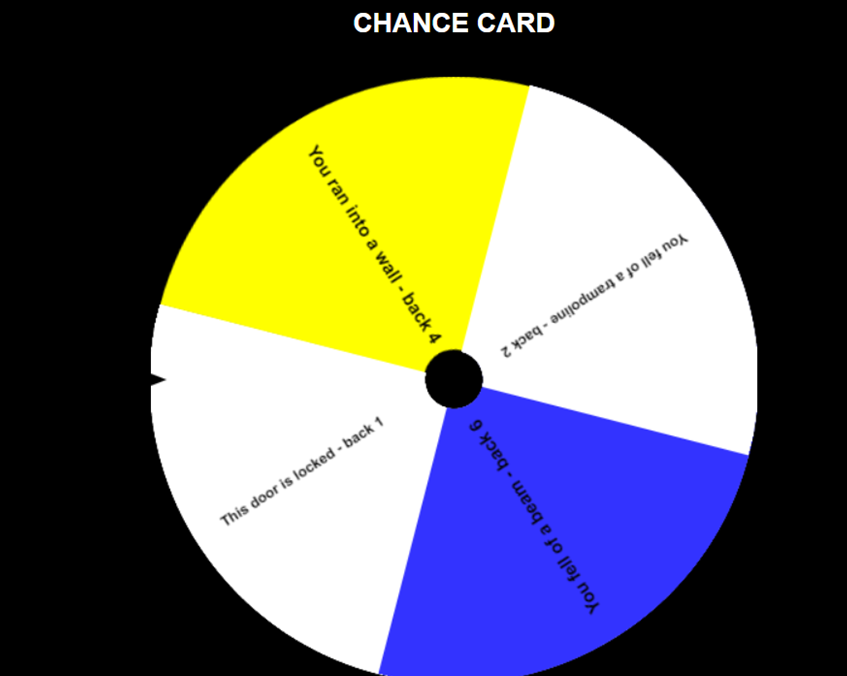 CHANCE CARD
You ran into a wall - back 4
You fell of a trampoline - back 2
This door is locked - back 1
You fell of a beam - back 6